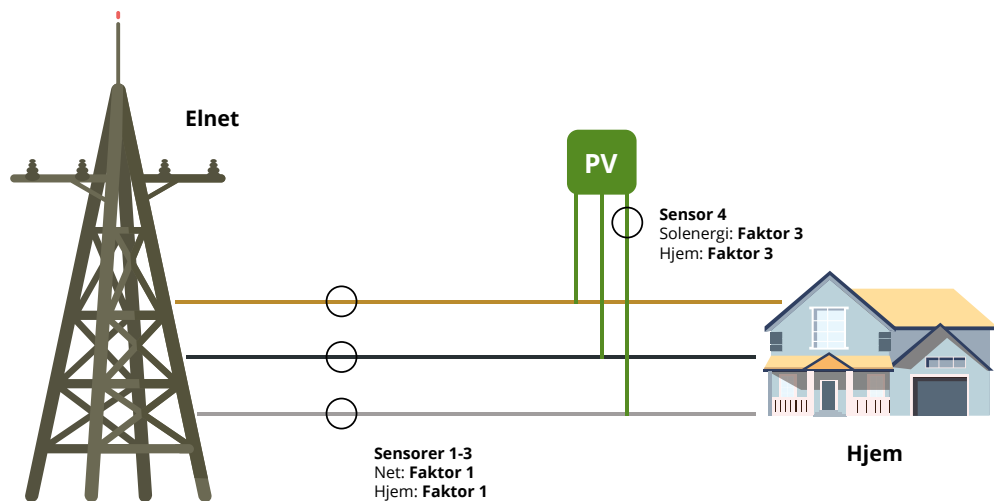 Elnet
PV
Sensor 4
Solenergi: Faktor 3
Hjem: Faktor 3
Hjem
Sensorer 1-3
Net: Faktor 1
Hjem: Faktor 1